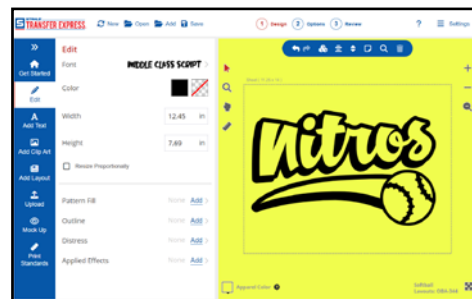 STAHLS'
TRANSFER EXPRESS
New Open Add Save
1 Design 2 Options 3 Review
? Settings
Get Started
Edit
Add Text
Add Clip Art
Add Layout
Upload
Mock Up
Print
Standards
Edit
Font MIDDLE CLASS SCRIPT
Color
Width 12.45 in
Height 7.69 in
Resize Proportionally
Pattern Fill None Add
Outline None Add
Distress None Add
Applied Effects None Add
Nitros
Apparel Color
Softball